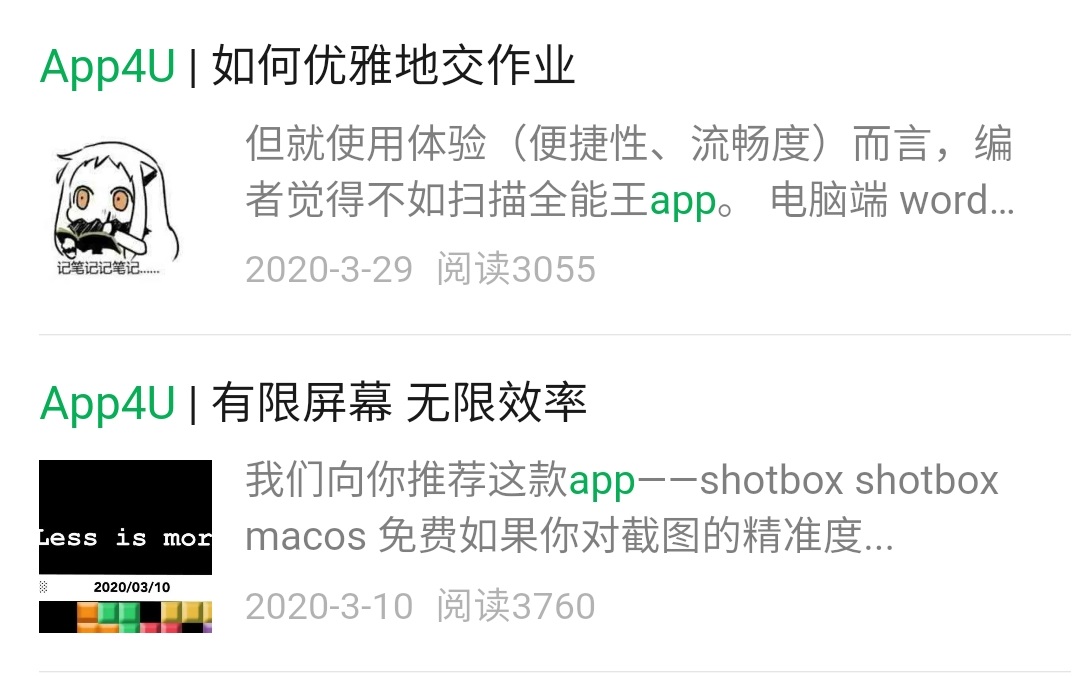 App4U | 如何优雅地交作业
但就使用体验（便捷性、流畅度）而言，编
者觉得不如扫描全能王app。 电脑端 word...
记笔记记笔记......
2020-3-29 阅读3055
App4U | 有限屏幕 无限效率
我们向你推荐这款app——shotbox shotbox
macos 免费如果你对截图的精准度...
Less is mor
2020/03/10
2020-3-10 阅读3760